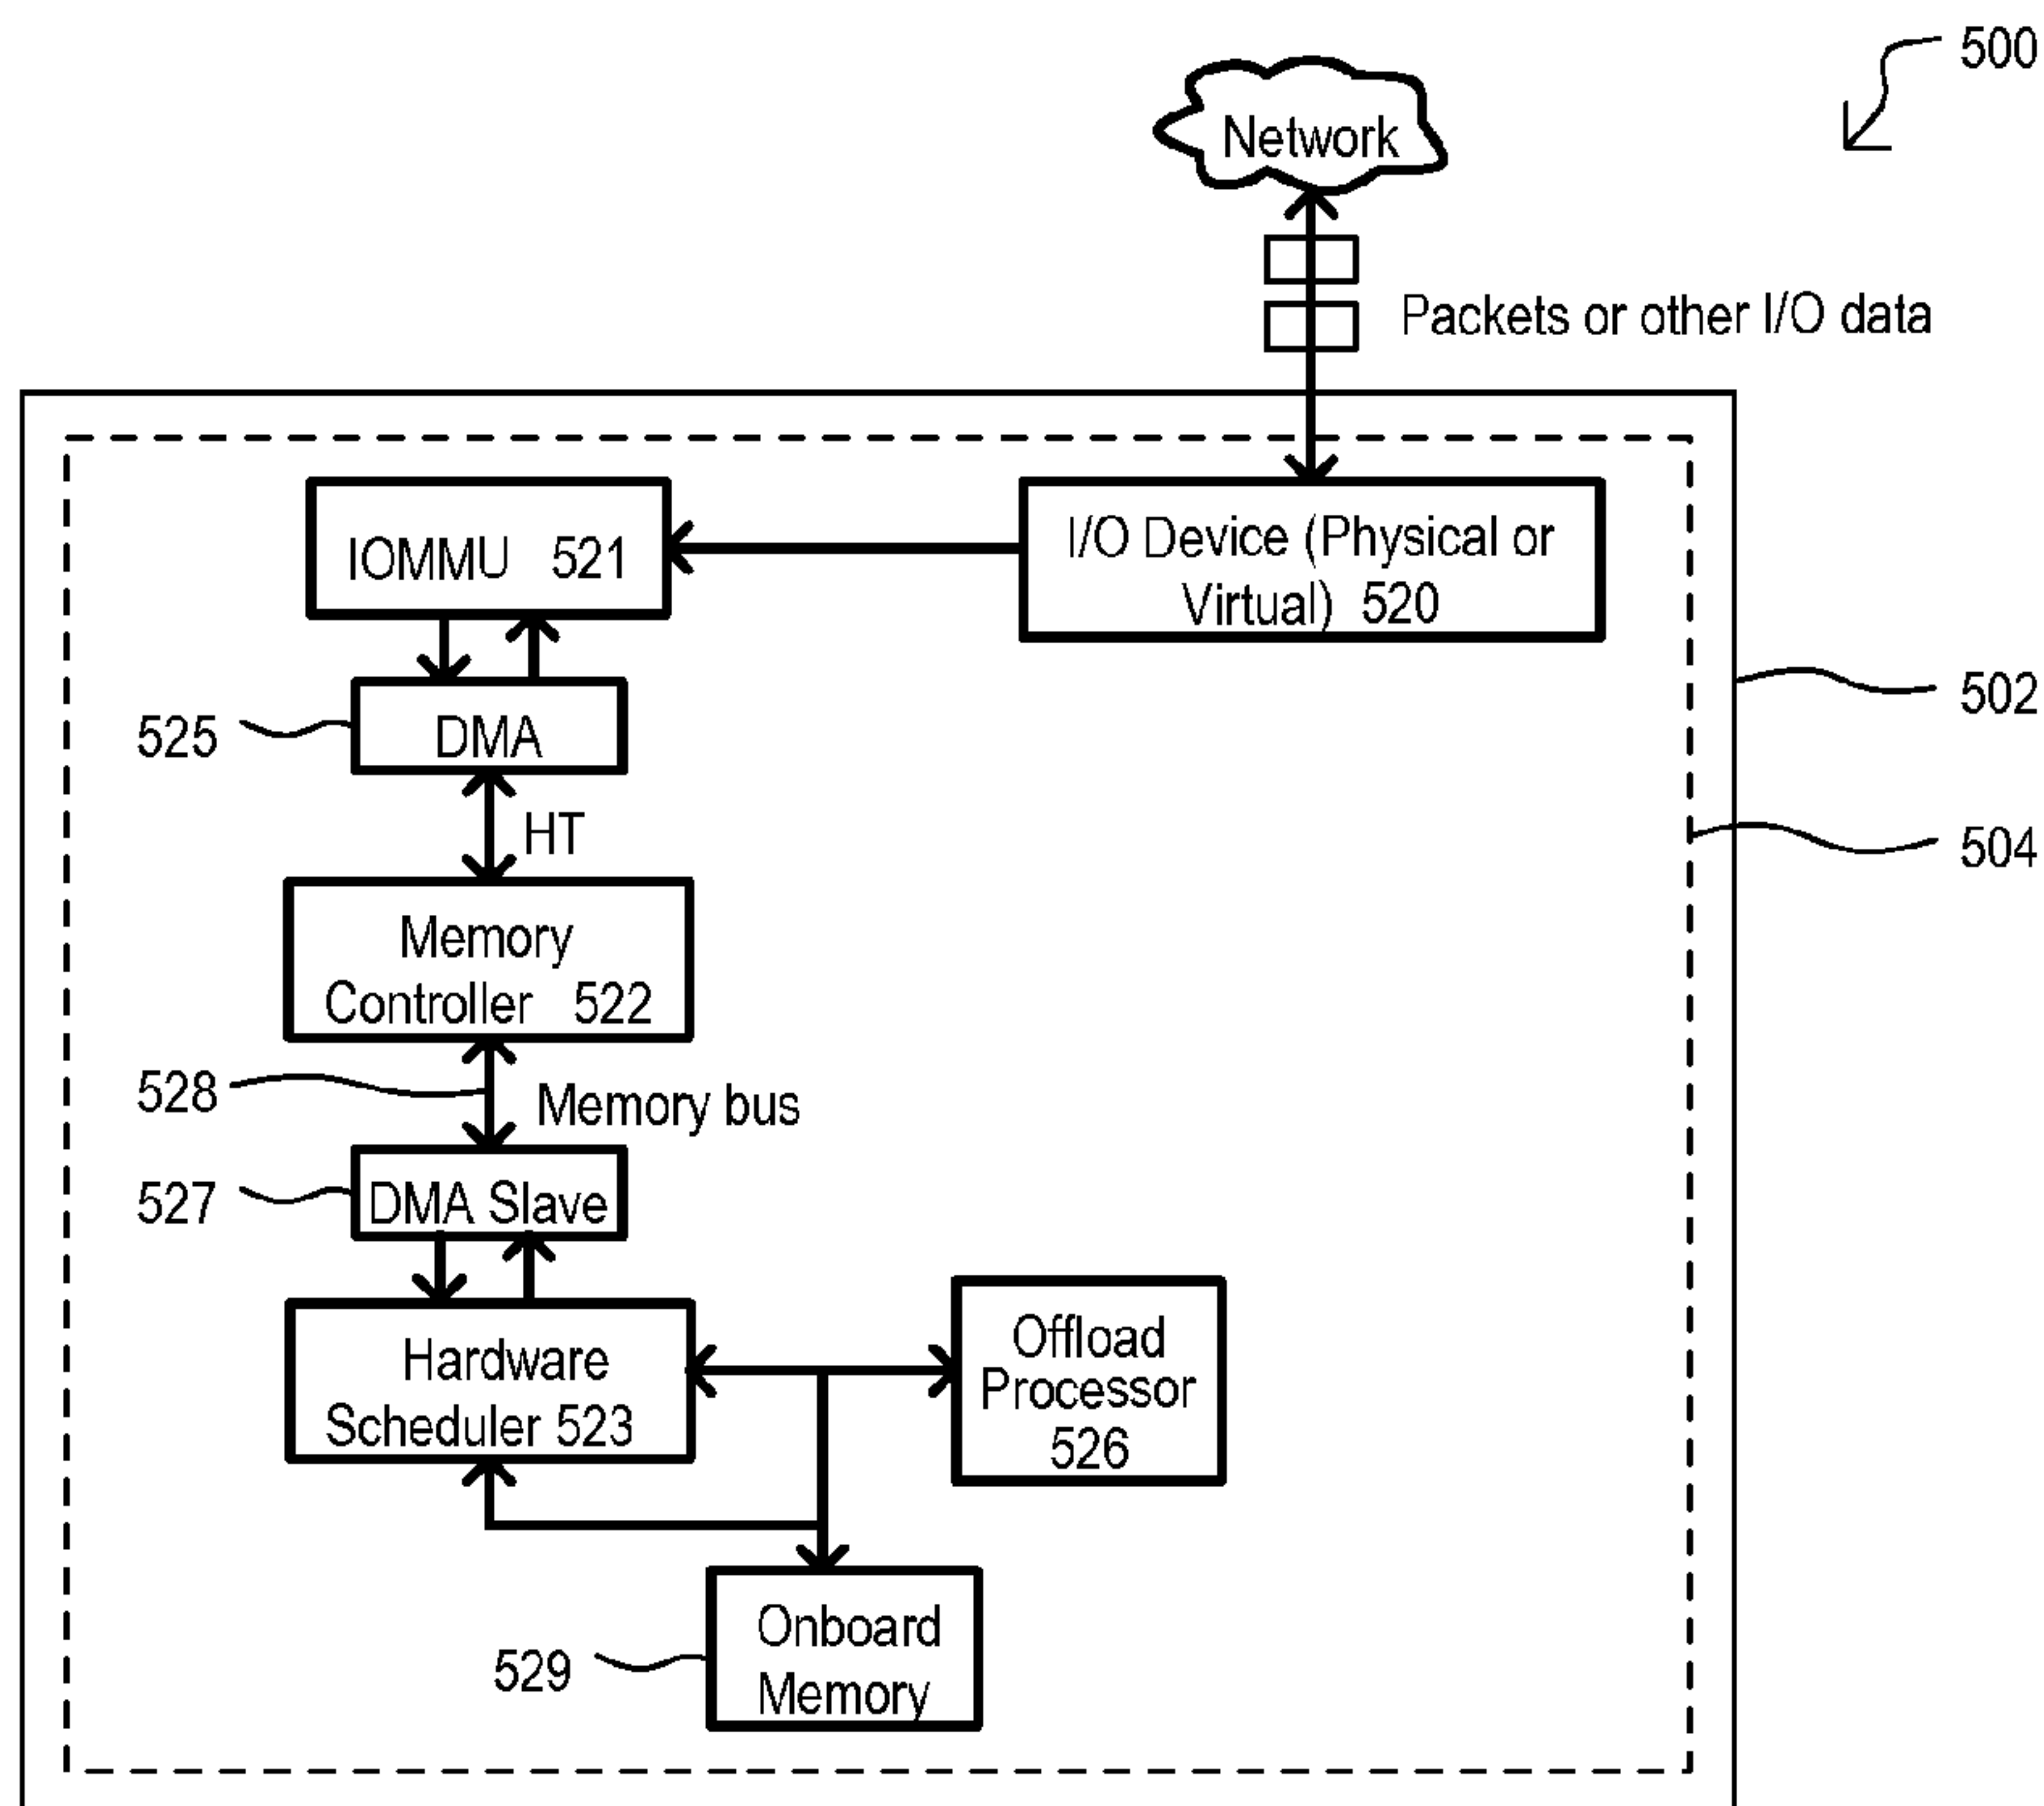 500
Network
Packets or other I/O data
IOMMU 521
I/O Device (Physical or
Virtual) 520
502
525
DMA
HT
504
Memory
Controller 522
528
Memory bus
527
DMA Slave
Hardware
Scheduler 523
Offload
Processor
526
529
Onboard
Memory